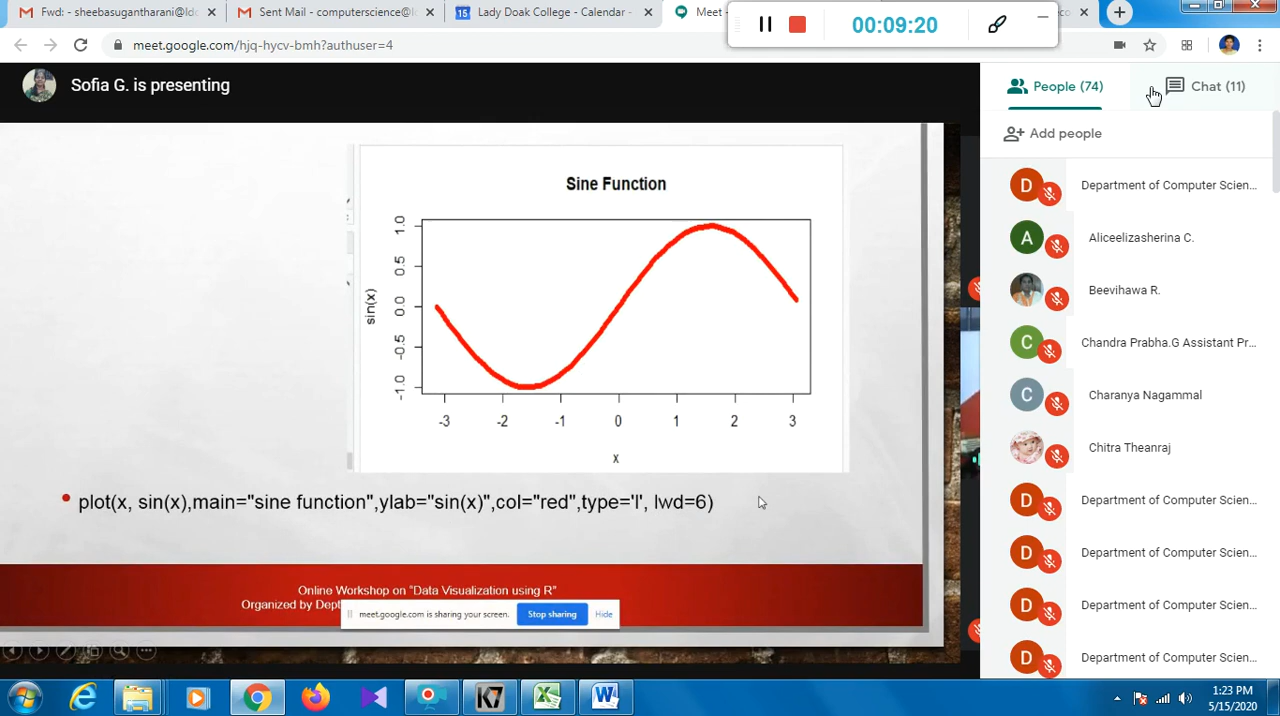 Fwd: - sheebasugantharani@ldc
Sent Mail - computerscience@l
15
Lady Doak College - Calendar -
Meet -
00:09:20
meet.google.com/hjq-hycv-bmh?authuser=4
Sofia G. is presenting
People (74)
Chat (11)
Add people
D
Department of Computer Scien...
A
Aliceelizasherina C.
Beevihawa R.
C
Chandra Prabha.G Assistant Pr...
C
Charanya Nagammal
Chitra Theanraj
D
Department of Computer Scien...
D
Department of Computer Scien...
D
Department of Computer Scien...
D
Department of Computer Scien...
Sine Function
sin(x)
1.0
0.5
0.0
-0.5
-1.0
-3 -2 -1 0 1 2 3
x
plot(x, sin(x),main="sine function",ylab="sin(x)",col="red",type='l', lwd=6)
Online Workshop on "Data Visualization using R"
Organized by Dept
meet.google.com is sharing your screen.
Stop sharing
Hide
K7
1:23 PM
5/15/2020